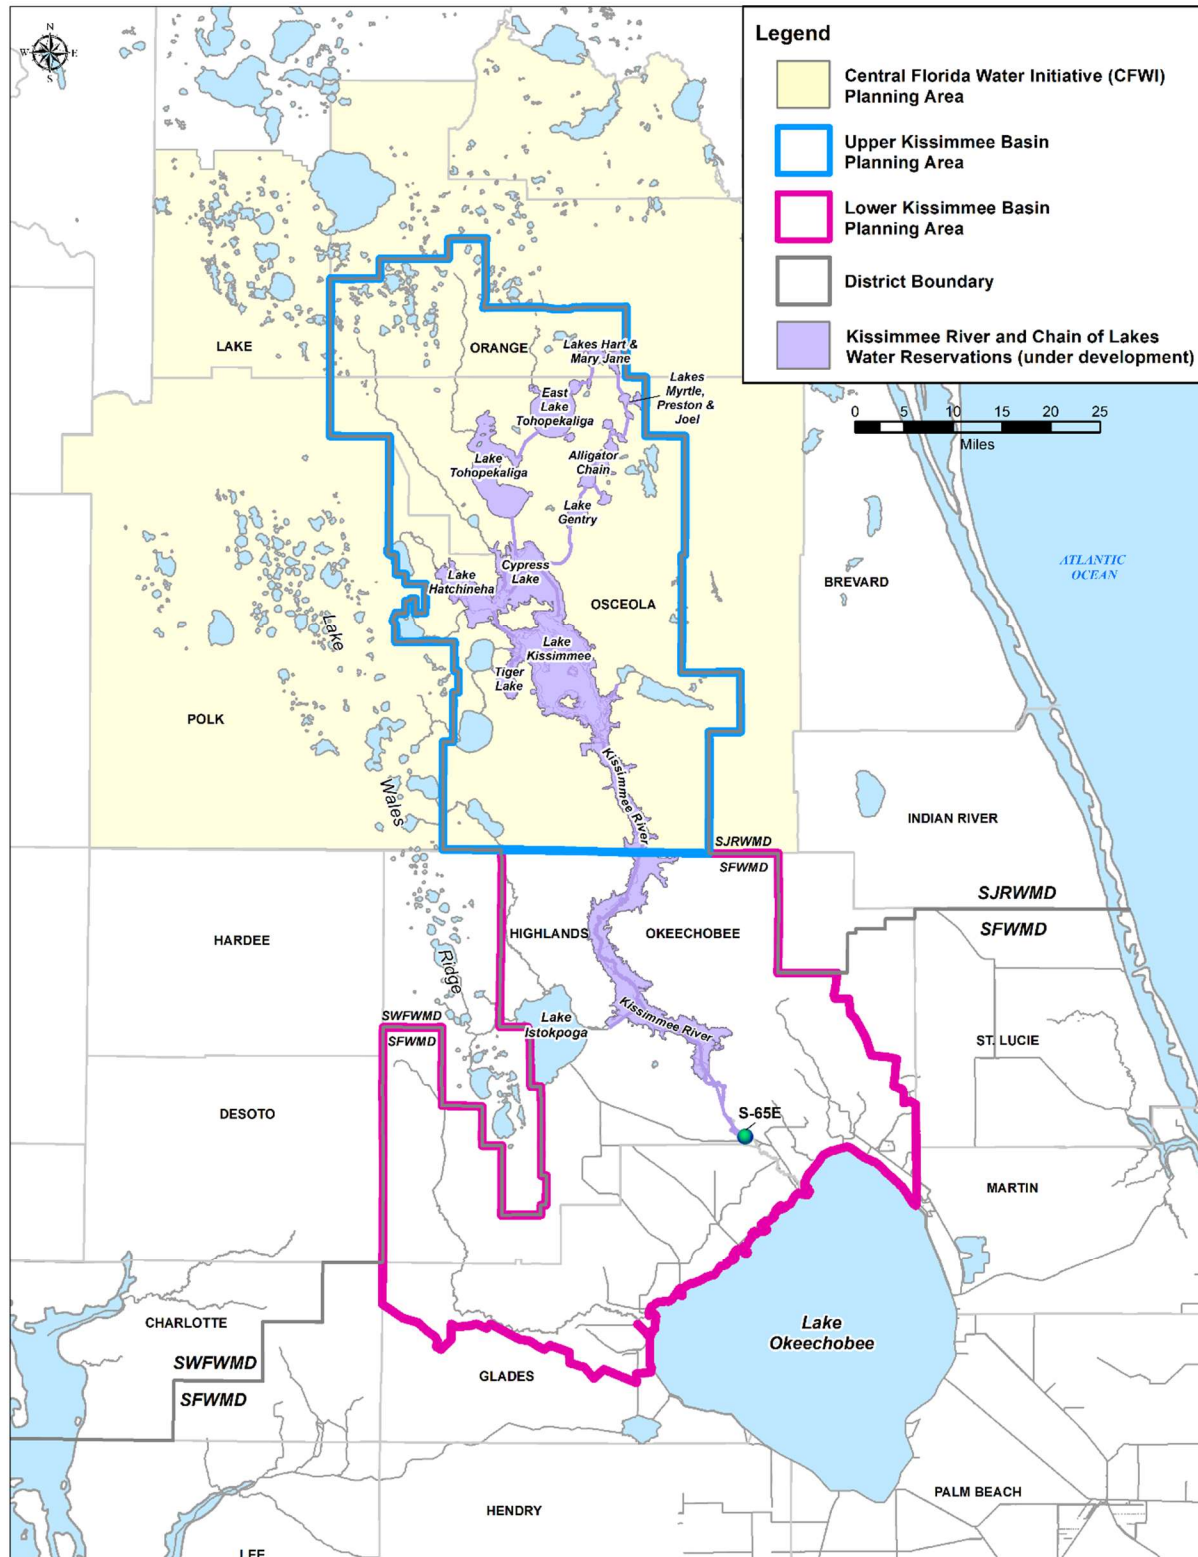 N
W
E
S
Legend
Central Florida Water Initiative (CFWI)
Planning Area
Upper Kissimmee Basin
Planning Area
Lower Kissimmee Basin
Planning Area
District Boundary
Kissimmee River and Chain of Lakes
Water Reservations (under development)
0 5 10 15 20 25
Miles
LAKE
ORANGE
Lakes Hart &
Mary Jane
Lakes
Myrtle,
Preston &
Joel
East
Lake
Tohopekaliga
Lake
Tohopekaliga
Alligator
Chain
Lake
Gentry
Cypress
Lake
Lake
Hatchineha
OSCEOLA
BREVARD
ATLANTIC
OCEAN
Lake
Lake
Kissimmee
Tiger
Lake
POLK
Kissimmee River
Wales
INDIAN RIVER
SJRWMD
SFWMD
SJRWMD
SFWMD
HARDEE
HIGHLANDS
OKEECHOBEE
Ridge
Kissimmee River
Lake
Istokpoga
SWFWMD
SFWMD
ST. LUCIE
DESOTO
S-65E
MARTIN
CHARLOTTE
SWFWMD
SFWMD
GLADES
Lake
Okeechobee
PALM BEACH
HENDRY
LEE